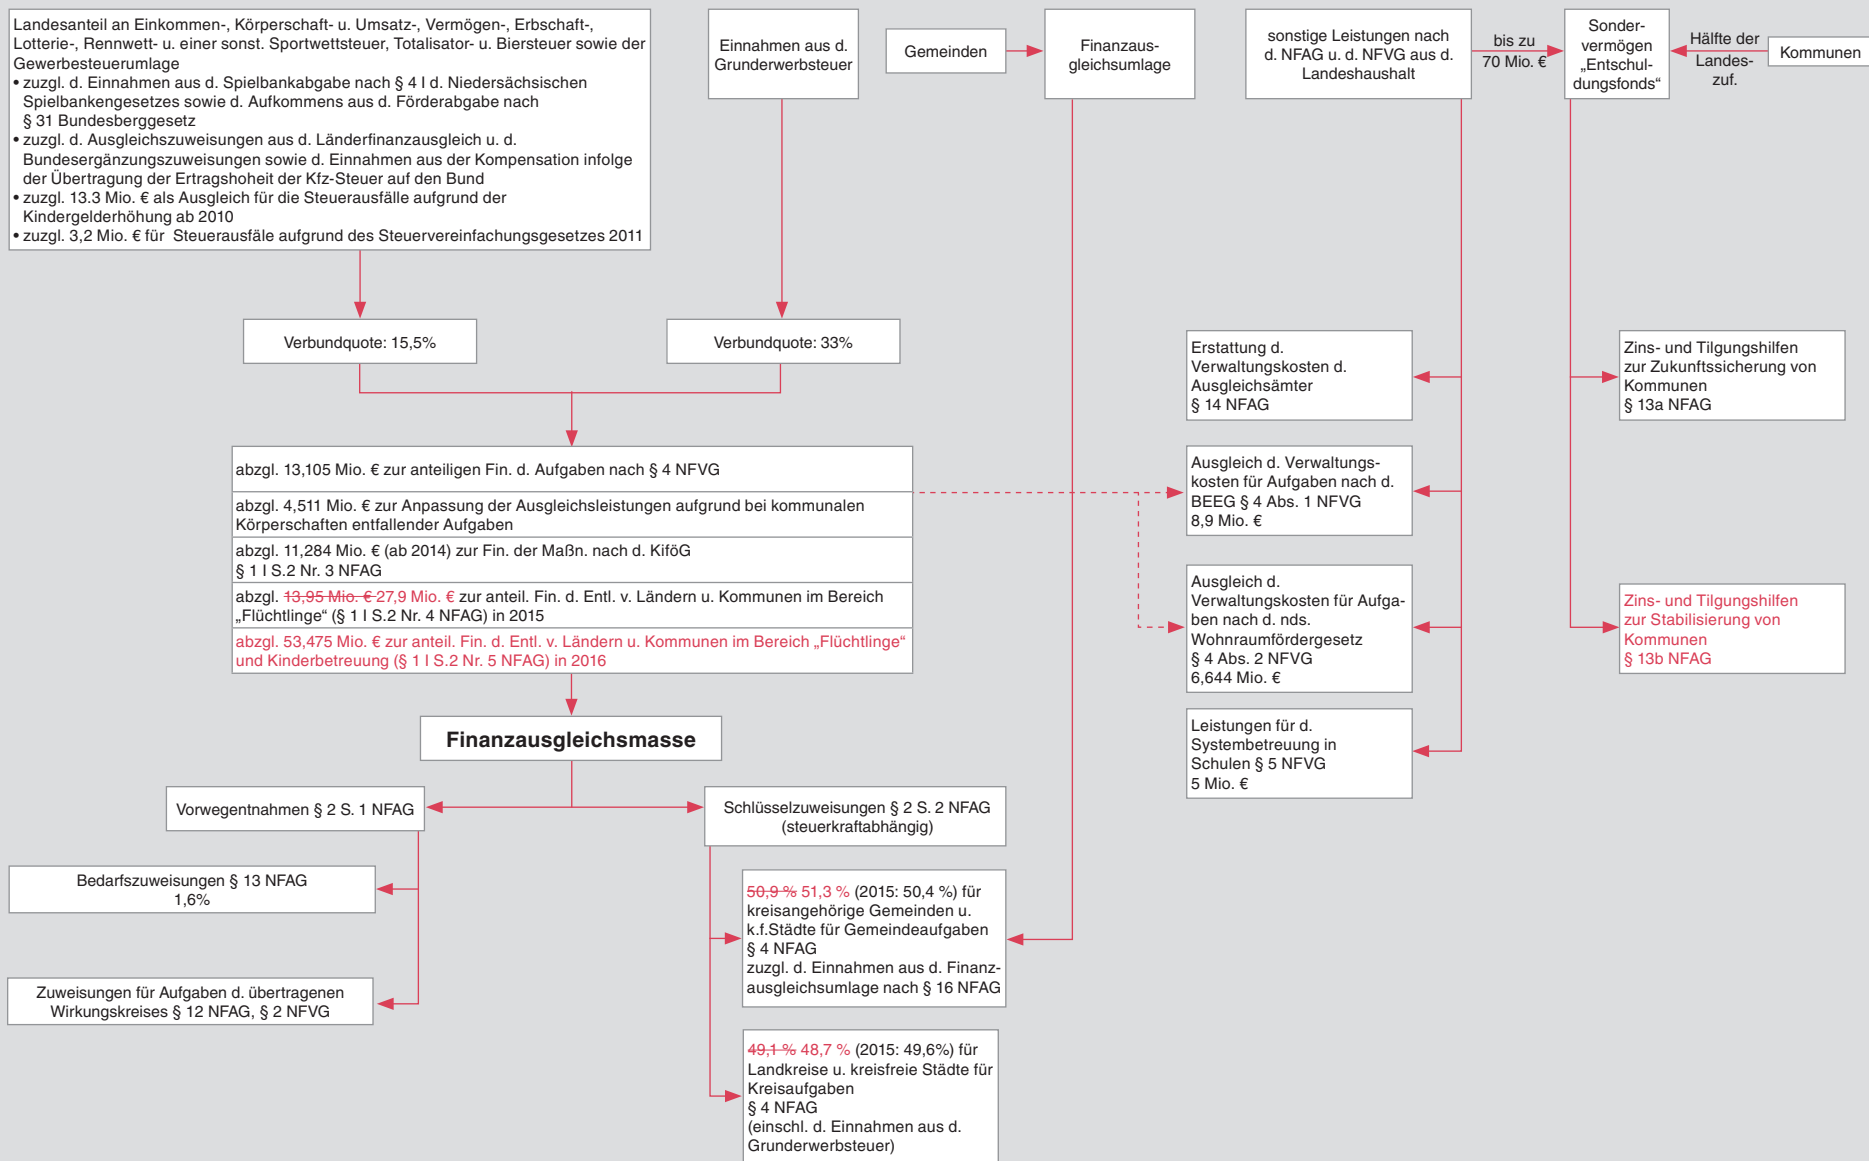 Landesanteil an Einkommen-, Körperschaft- u. Umsatz-, Vermögen-, Erbschaft-,
Lotterie-, Rennwett- u. einer sonst. Sportwettsteuer, Totalisator- u. Biersteuer sowie der
Gewerbesteuerumlage
• zuzgl. d. Einnahmen aus d. Spielbankabgabe nach § 4 I d. Niedersächsischen
Spielbankengesetzes sowie d. Aufkommens aus d. Förderabgabe nach
§ 31 Bundesberggesetz
• zuzgl. d. Ausgleichszuweisungen aus d. Länderfinanzausgleich u. d.
Bundesergänzungszuweisungen sowie d. Einnahmen aus der Kompensation infolge
der Übertragung der Ertragshoheit der Kfz-Steuer auf den Bund
• zuzgl. 13.3 Mio. € als Ausgleich für die Steuerausfälle aufgrund der
Kindergelderhöhung ab 2010
• zuzgl. 3,2 Mio. € für Steuerausfäle aufgrund des Steuervereinfachungsgesetzes 2011
Einnahmen aus d.
Grunderwerbsteuer
Gemeinden
Finanzaus-
gleichsumlage
sonstige Leistungen nach
d. NFAG u. d. NFVG aus d.
Landeshaushalt
bis zu
70 Mio. €
Sonder-
vermögen
„Entschul-
dungsfonds“
Hälfte der
Landes-
zuf.
Kommunen
Verbundquote: 15,5%
Verbundquote: 33%
abzgl. 13,105 Mio. € zur anteiligen Fin. d. Aufgaben nach § 4 NFVG
abzgl. 4,511 Mio. € zur Anpassung der Ausgleichsleistungen aufgrund bei kommunalen
Körperschaften entfallender Aufgaben
abzgl. 11,284 Mio. € (ab 2014) zur Fin. der Maßn. nach d. KiföG
§ 1 I S.2 Nr. 3 NFAG
abzgl. 13,95 Mio. € 27,9 Mio. € zur anteil. Fin. d. Entl. v. Ländern u. Kommunen im Bereich
„Flüchtlinge“ (§ 1 I S.2 Nr. 4 NFAG) in 2015
abzgl. 53,475 Mio. € zur anteil. Fin. d. Entl. v. Ländern u. Kommunen im Bereich „Flüchtlinge“
und Kinderbetreuung (§ 1 I S.2 Nr. 5 NFAG) in 2016
Finanzausgleichsmasse
Vorwegentnahmen § 2 S. 1 NFAG
Schlüsselzuweisungen § 2 S. 2 NFAG
(steuerkraftabhängig)
Bedarfszuweisungen § 13 NFAG
1,6%
Zuweisungen für Aufgaben d. übertragenen
Wirkungskreises § 12 NFAG, § 2 NFVG
50,9 % 51,3 % (2015: 50,4 %) für
kreisangehörige Gemeinden u.
k.f.Städte für Gemeindeaufgaben
§ 4 NFAG
zuzgl. d. Einnahmen aus d. Finanz-
ausgleichsumlage nach § 16 NFAG
49,1 % 48,7 % (2015: 49,6%) für
Landkreise u. kreisfreie Städte für
Kreisaufgaben
§ 4 NFAG
(einschl. d. Einnahmen aus d.
Grunderwerbsteuer)
Erstattung d.
Verwaltungskosten d.
Ausgleichsämter
§ 14 NFAG
Ausgleich d. Verwaltungs-
kosten für Aufgaben nach d.
BEEG § 4 Abs. 1 NFVG
8,9 Mio. €
Ausgleich d.
Verwaltungskosten für Aufga-
ben nach d. nds.
Wohnraumfördergesetz
§ 4 Abs. 2 NFVG
6,644 Mio. €
Leistungen für d.
Systembetreuung in
Schulen § 5 NFVG
5 Mio. €
Zins- und Tilgungshilfen
zur Zukunftssicherung von
Kommunen
§ 13a NFAG
Zins- und Tilgungshilfen
zur Stabilisierung von
Kommunen
§ 13b NFAG